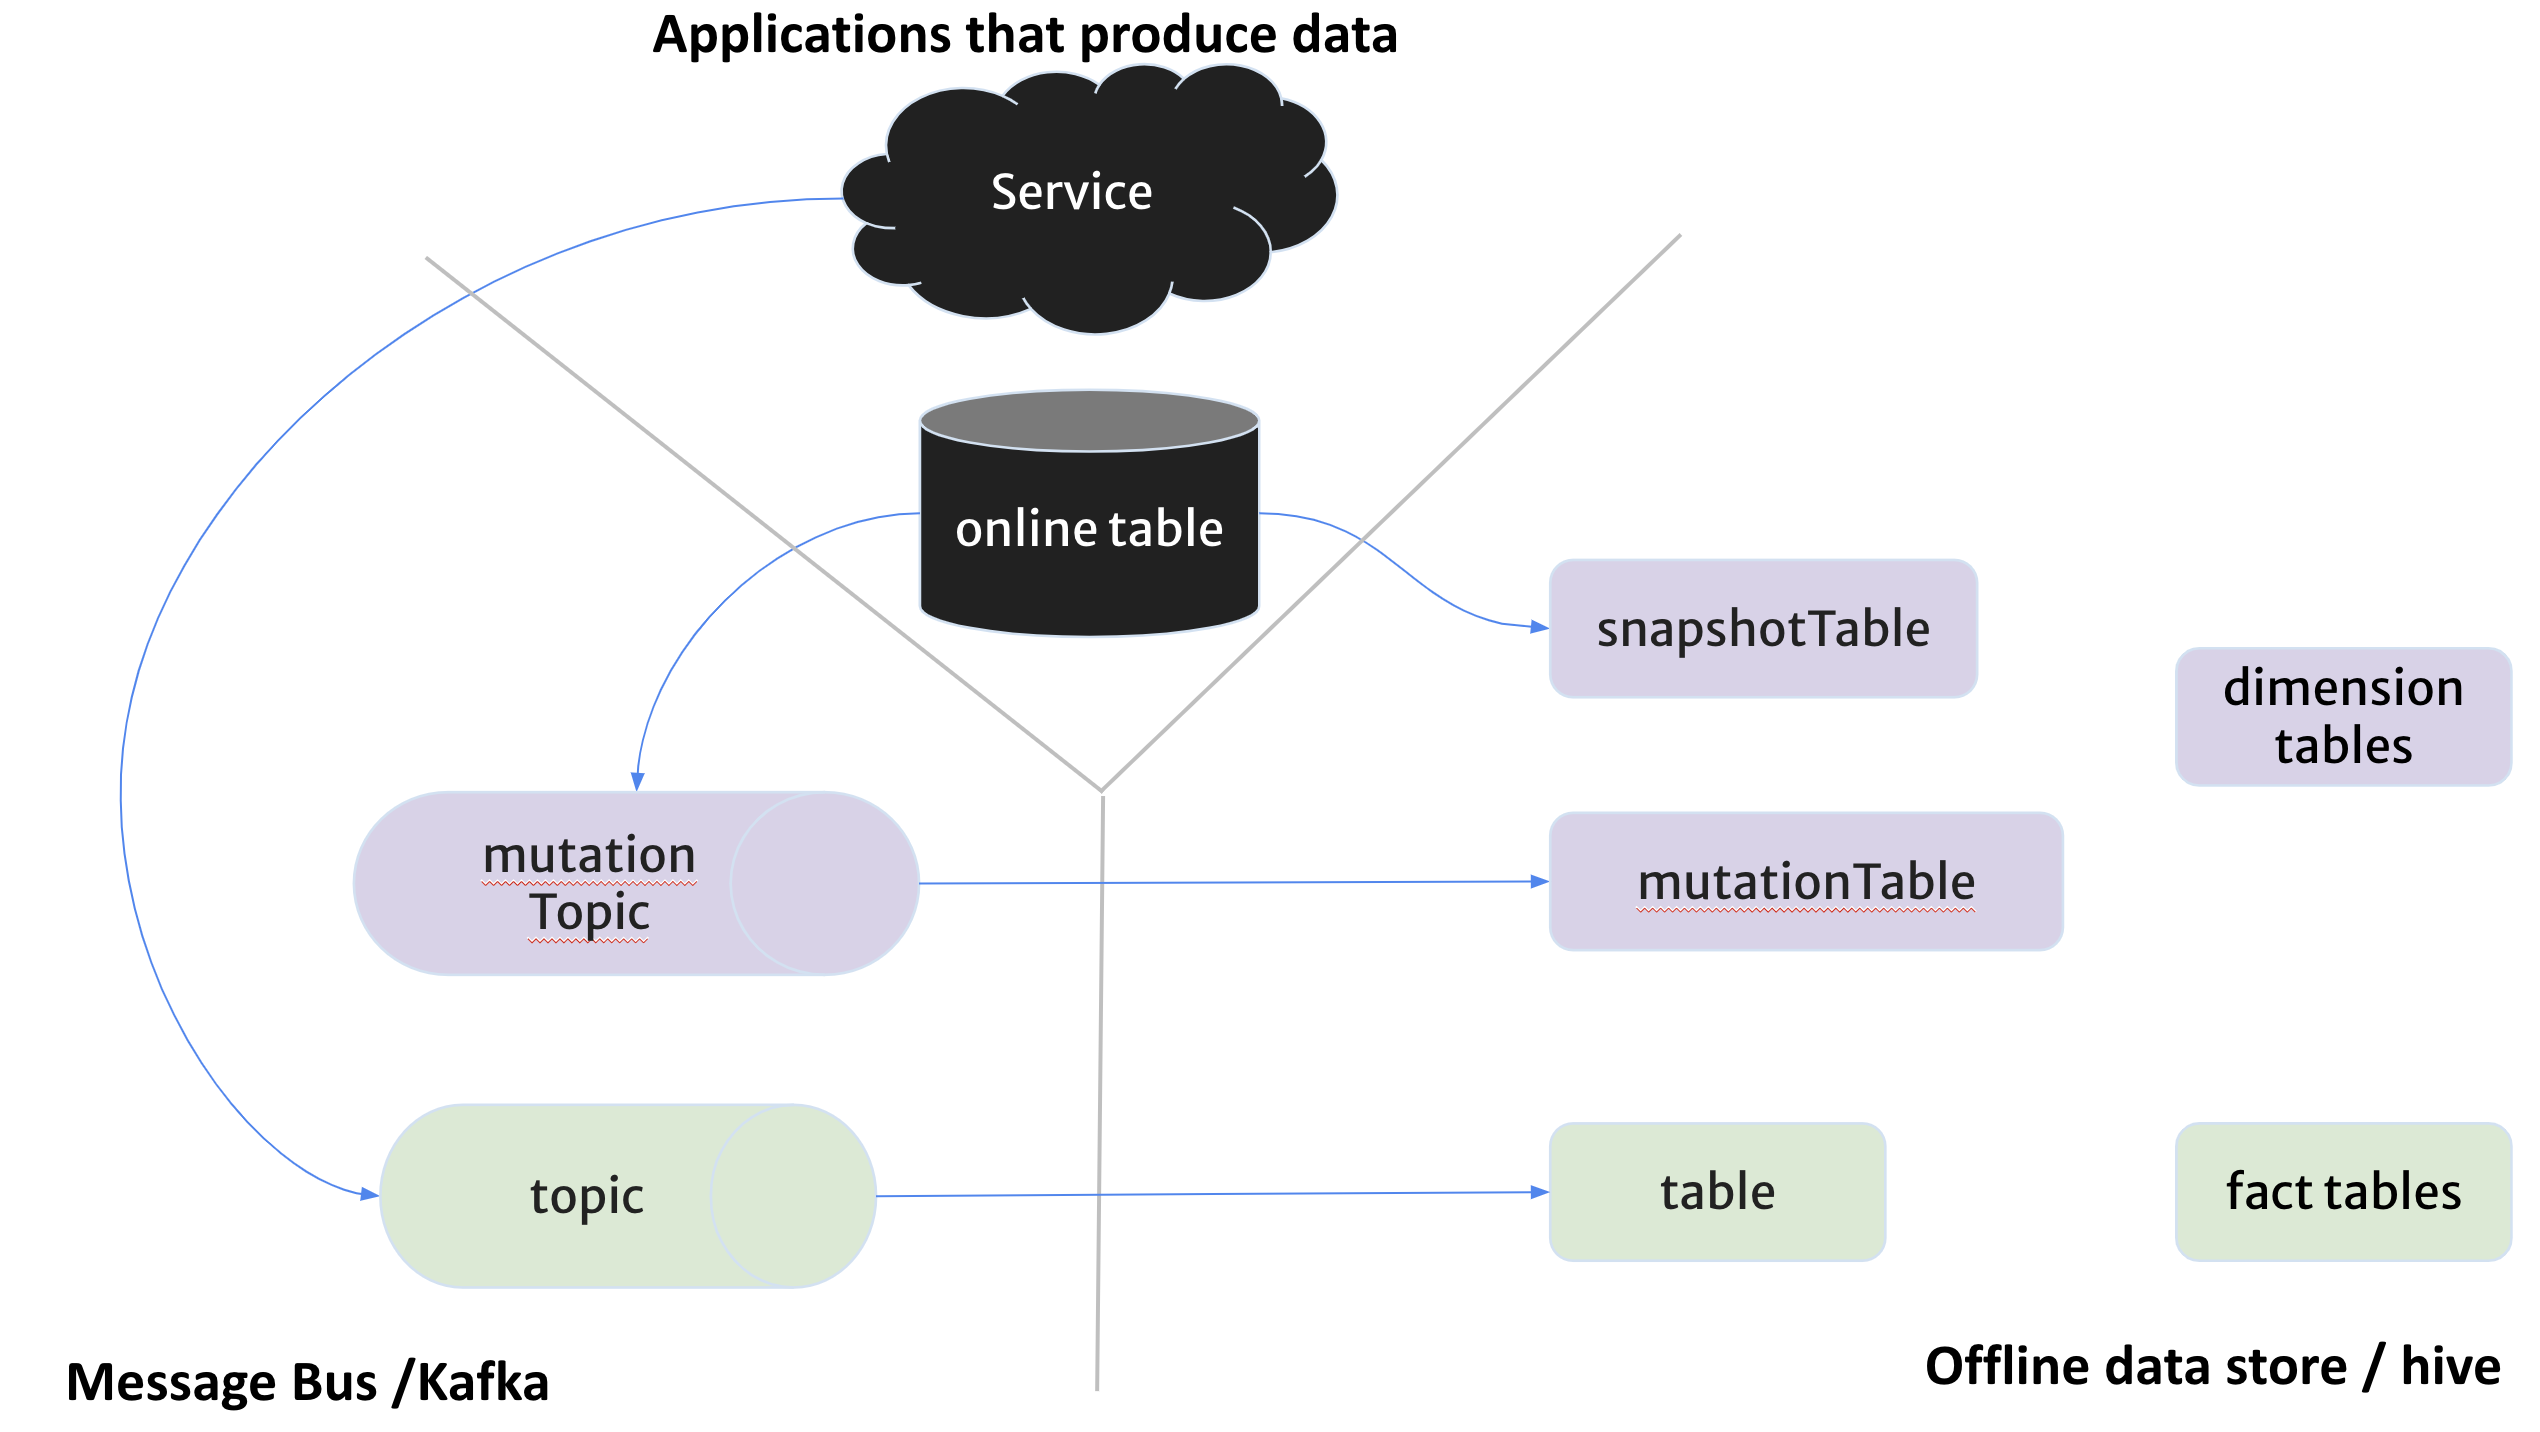 Applications that produce data
Service
online table
snapshotTable
dimension
tables
mutation
Topic
mutationTable
topic
table
fact tables
Message Bus /Kafka
Offline data store / hive